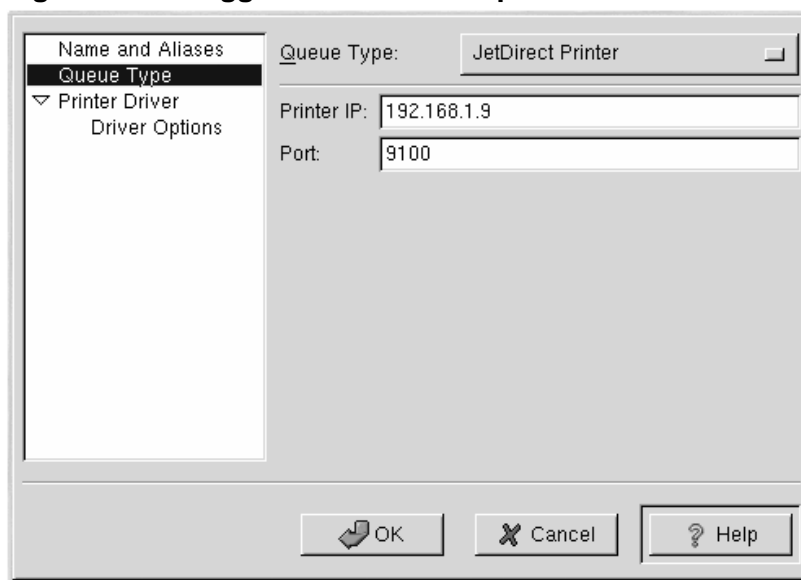 Name and Aliases
Queue Type
Printer Driver
Driver Options
Queue Type: JetDirect Printer
Printer IP: 192.168.1.9
Port: 9100
OK Cancel Help